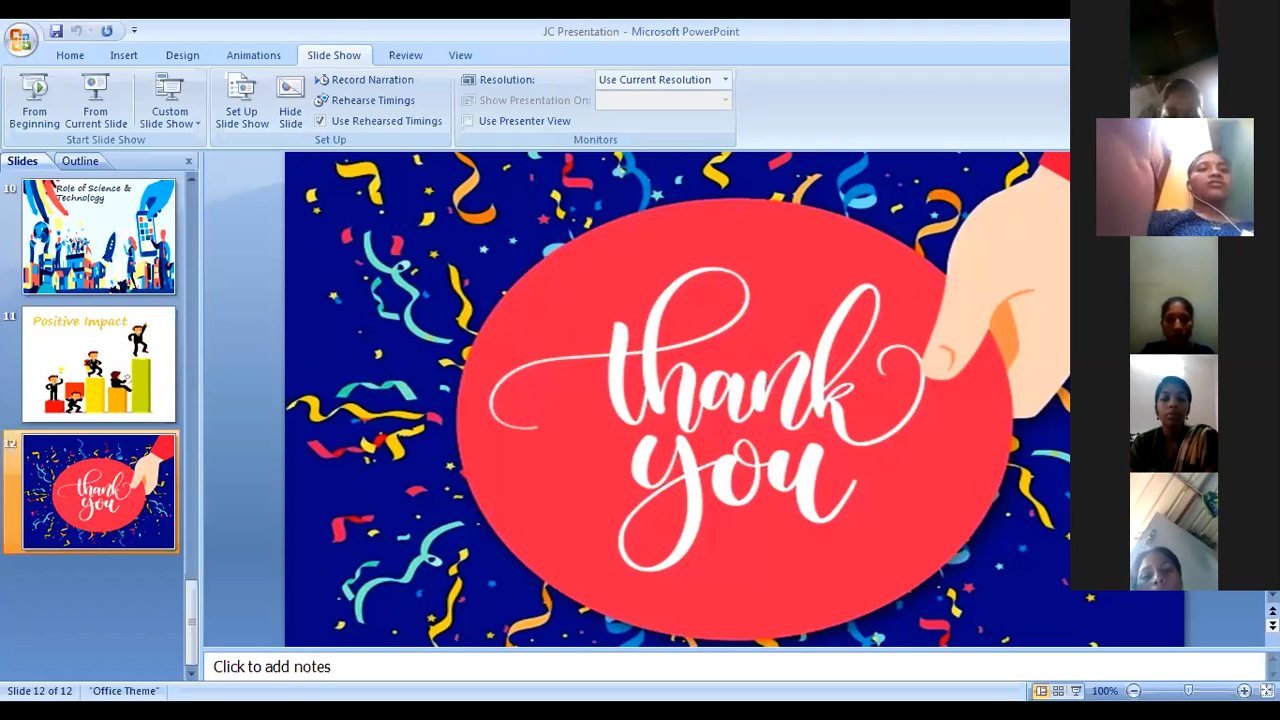 JC Presentation - Microsoft PowerPoint
Home Insert Design Animations Slide Show Review View
From Beginning
From Current Slide
Custom Slide Show
Start Slide Show
Set Up Slide Show
Hide Slide
Record Narration
Rehearse Timings
Use Rehearsed Timings
Set Up
Resolution: Use Current Resolution
Show Presentation On:
Use Presenter View
Monitors
Slides Outline
10
Role of Science &
Technology
11
Positive Impact
12
thank
you
thank
you
Click to add notes
Slide 12 of 12 "Office Theme" 100%